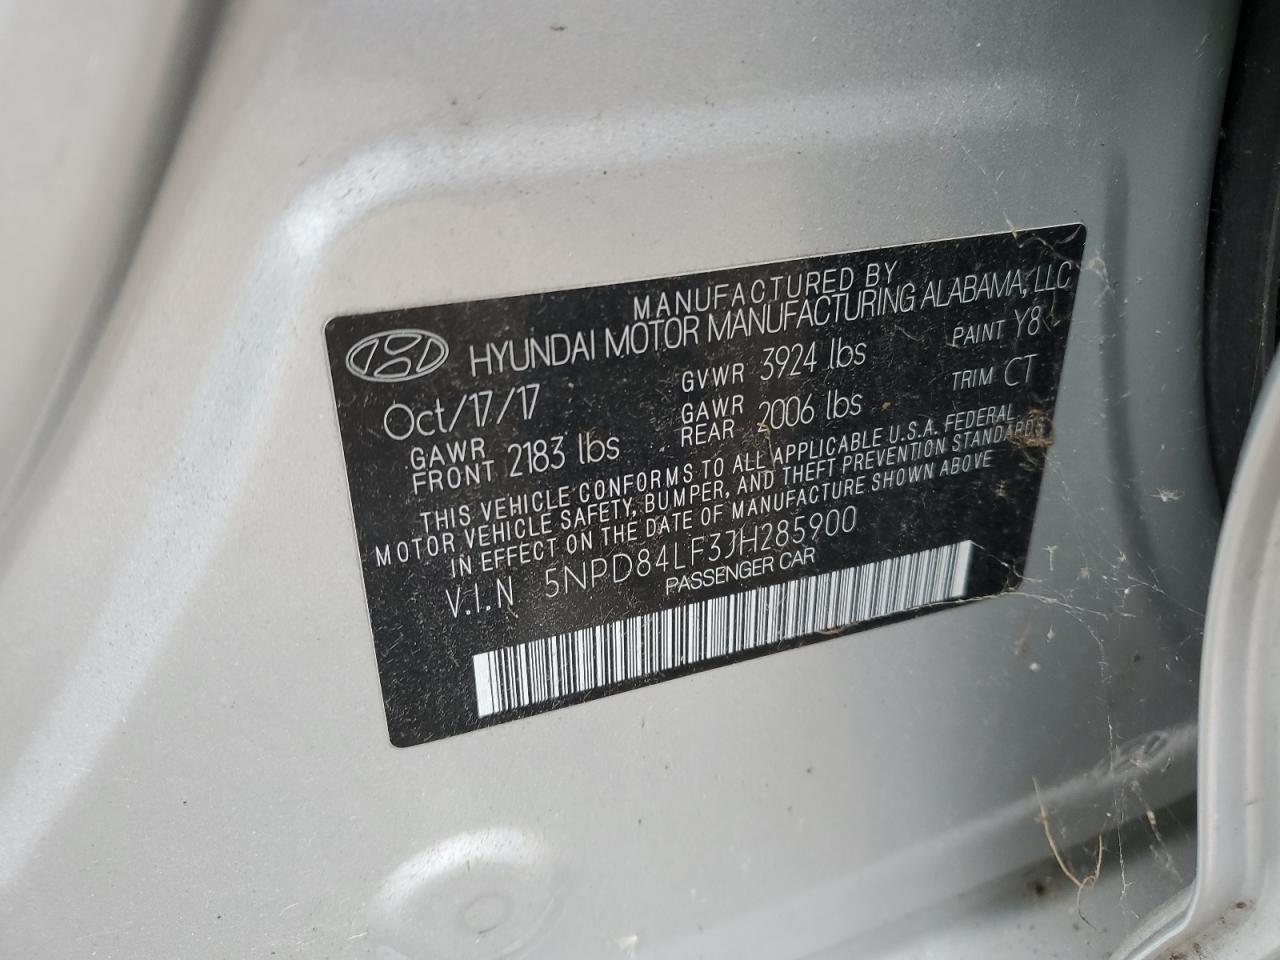 MANUFACTURED BY
HYUNDAI MOTOR MANUFACTURING ALABAMA, LLC
Oct/17/17 GVWR 3924 lbs PAINT Y8
GAWR FRONT 2183 lbs GAWR REAR 2006 lbs TRIM CT
THIS VEHICLE CONFORMS TO ALL APPLICABLE U.S.A. FEDERAL
MOTOR VEHICLE SAFETY, BUMPER, AND THEFT PREVENTION STANDARDS
IN EFFECT ON THE DATE OF MANUFACTURE SHOWN ABOVE
V.I.N 5NPD84LF3JH285900
PASSENGER CAR